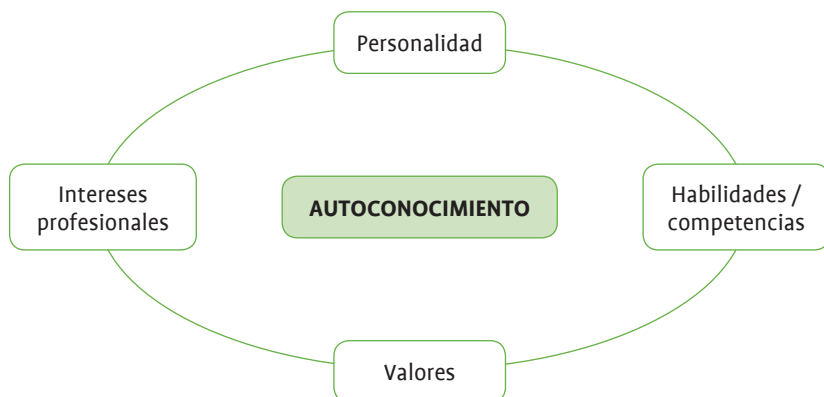 Personalidad
Intereses
profesionales
AUTOCONOCIMIENTO
Habilidades /
competencias
Valores